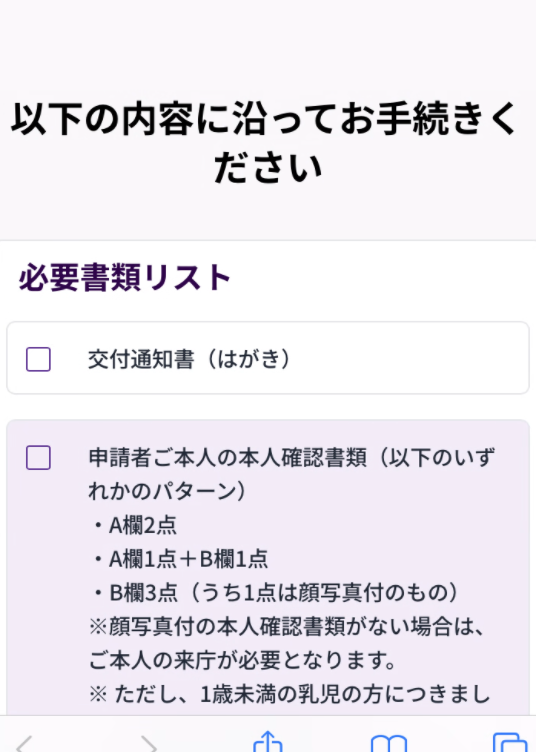 以下の内容に沿ってお手続きく
ださい
必要書類リスト
交付通知書（はがき）
申請者ご本人の本人確認書類（以下のいず
れかのパターン）
・A欄2点
・A欄1点＋B欄1点
・B欄3点（うち1点は顔写真付のもの）
※顔写真付の本人確認書類がない場合は、
ご本人の来庁が必要となります。
※ ただし、1歳未満の乳児の方につきまし